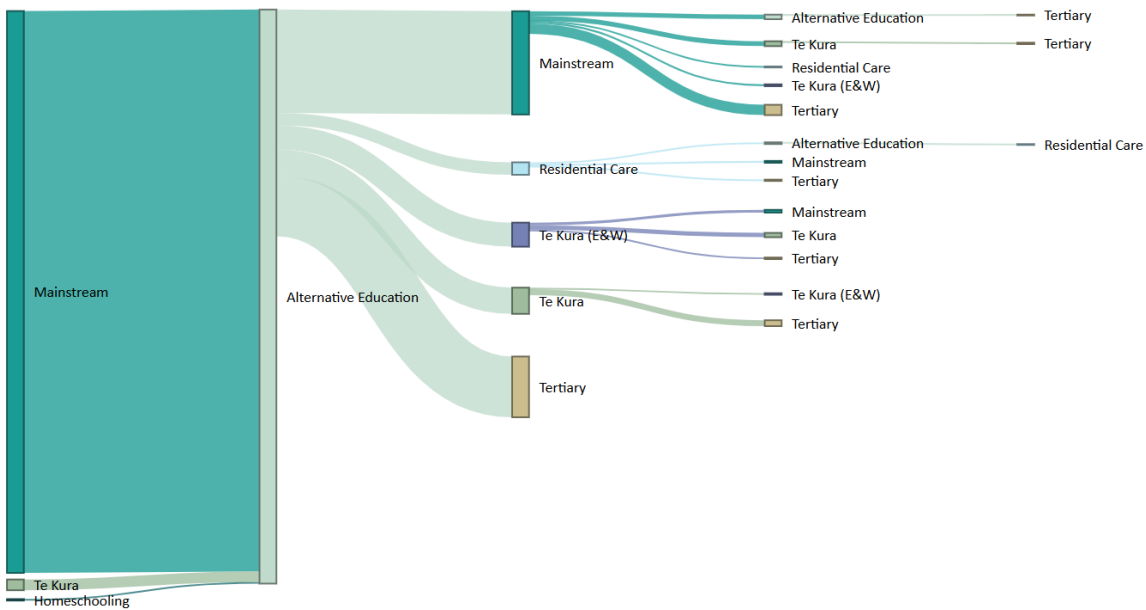 Mainstream
Te Kura
Homeschooling
Alternative Education
Mainstream
Residential Care
Te Kura (E&W)
Te Kura
Tertiary
Alternative Education
Te Kura
Residential Care
Te Kura (E&W)
Tertiary
Alternative Education
Mainstream
Tertiary
Mainstream
Te Kura
Tertiary
Te Kura (E&W)
Tertiary
Tertiary
Tertiary
Residential Care